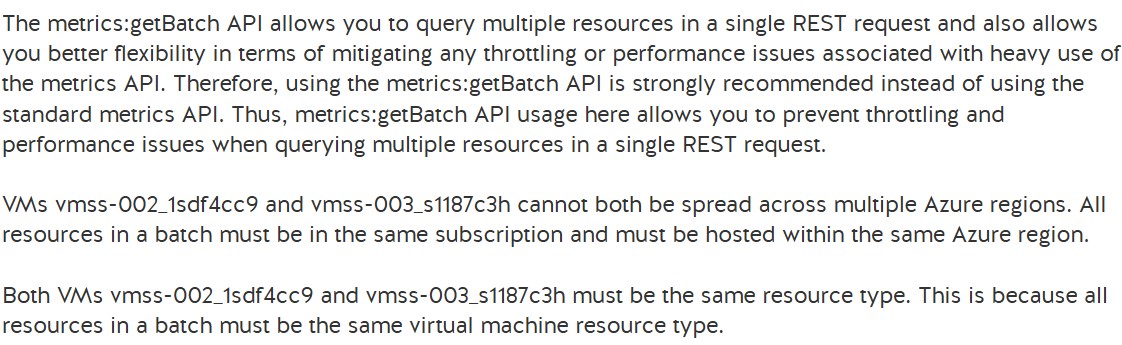 The metrics:getBatch API allows you to query multiple resources in a single REST request and also allows
you better flexibility in terms of mitigating any throttling or performance issues associated with heavy use of
the metrics API. Therefore, using the metrics:getBatch API is strongly recommended instead of using the
standard metrics API. Thus, metrics:getBatch API usage here allows you to prevent throttling and
performance issues when querying multiple resources in a single REST request.
VMs vmss-002_1sdf4cc9 and vmss-003_s1187c3h cannot both be spread across multiple Azure regions. All
resources in a batch must be in the same subscription and must be hosted within the same Azure region.
Both VMs vmss-002_1sdf4cc9 and vmss-003_s1187c3h must be the same resource type. This is because all
resources in a batch must be the same virtual machine resource type.